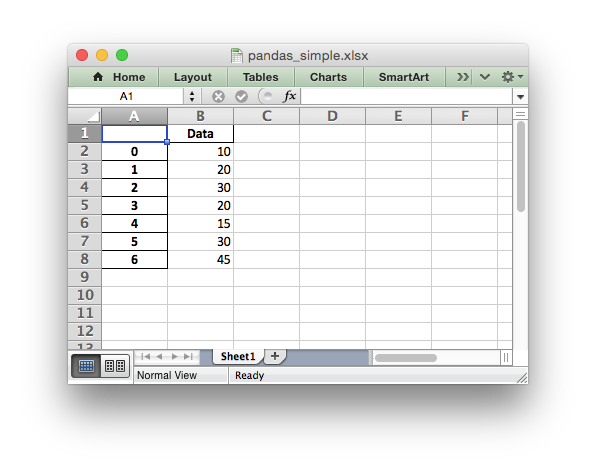 pandas_simple.xlsx
Home Layout Tables Charts SmartArt
A1 fx
A B C D E F
1 Data
2 0 10
3 1 20
4 2 30
5 3 20
6 4 15
7 5 30
8 6 45
9
10
11
12
13
Sheet1
Normal View Ready